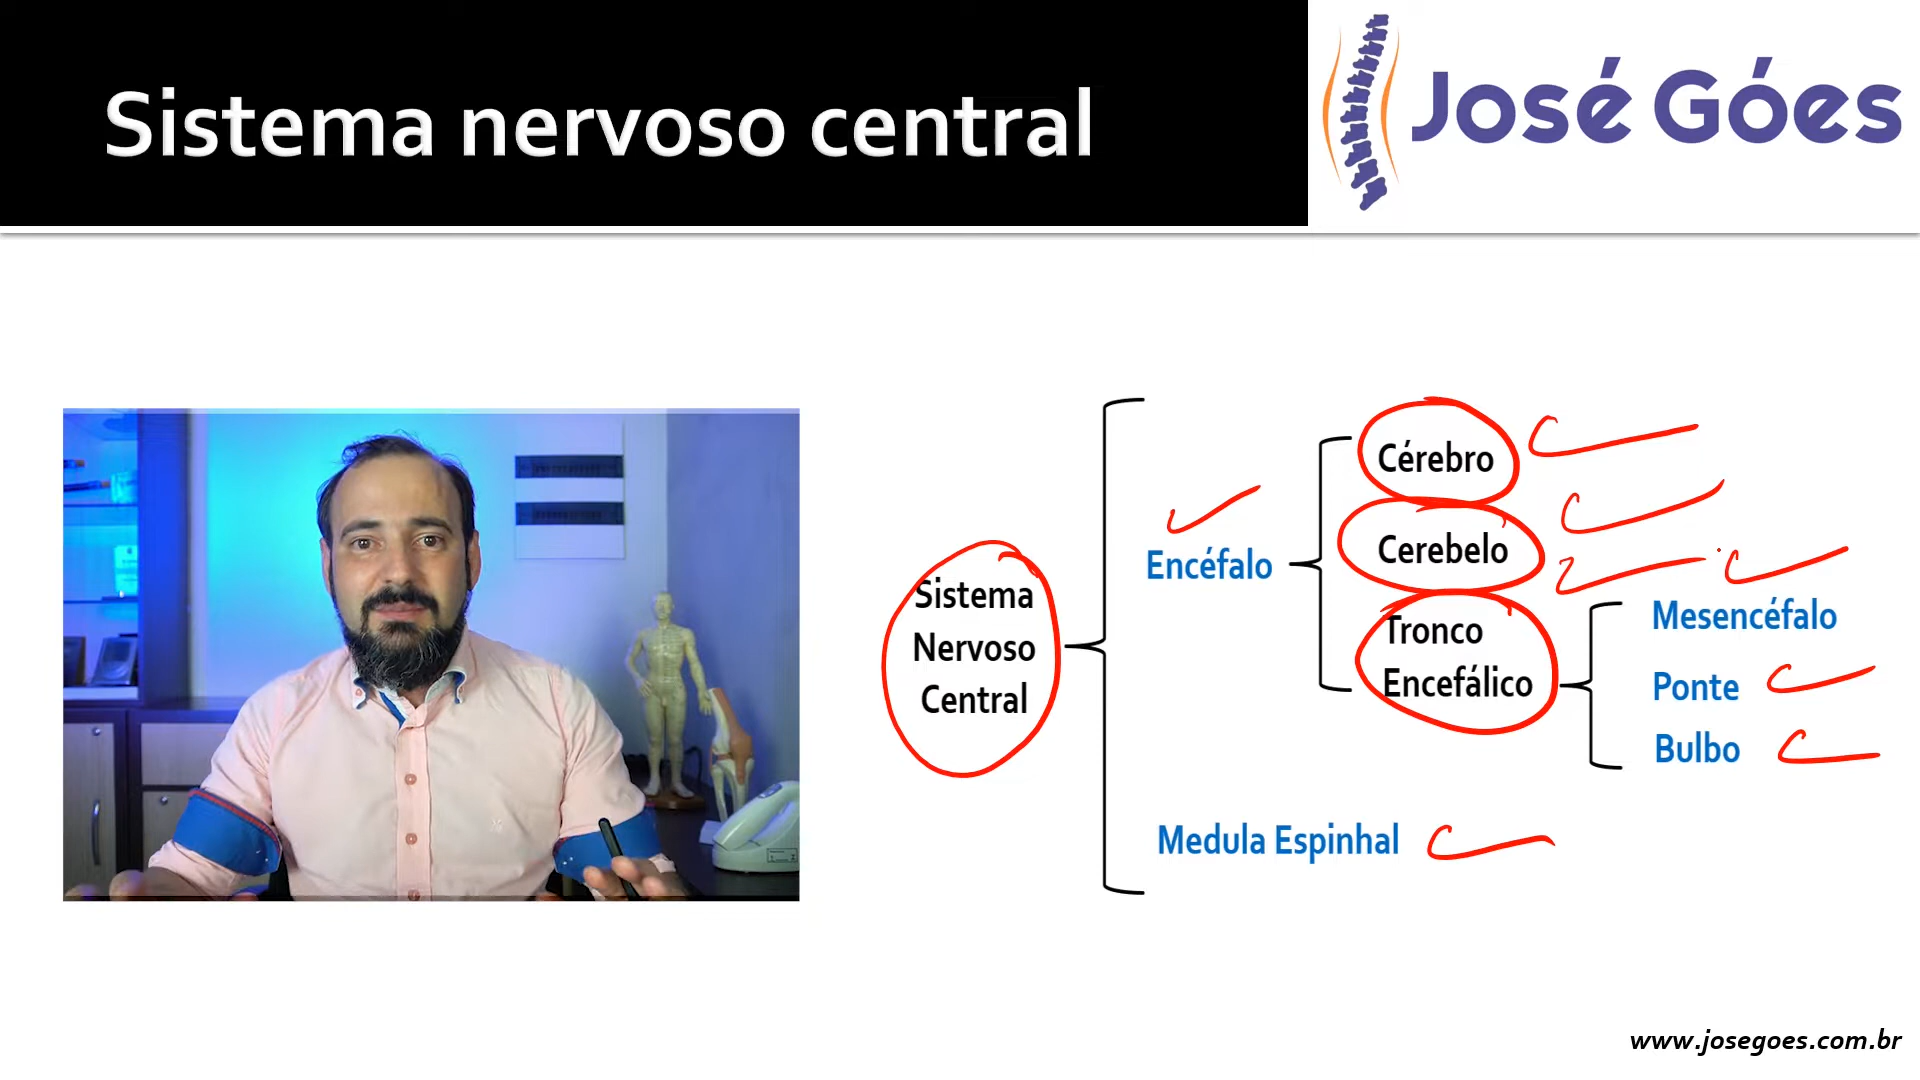 Sistema nervoso central
José Góes
Cérebro
Encéfalo
Cerebelo
Sistema
Nervoso
Central
Tronco
Encefálico
Mesencéfalo
Ponte
Bulbo
Medula Espinhal
www.josegoes.com.br